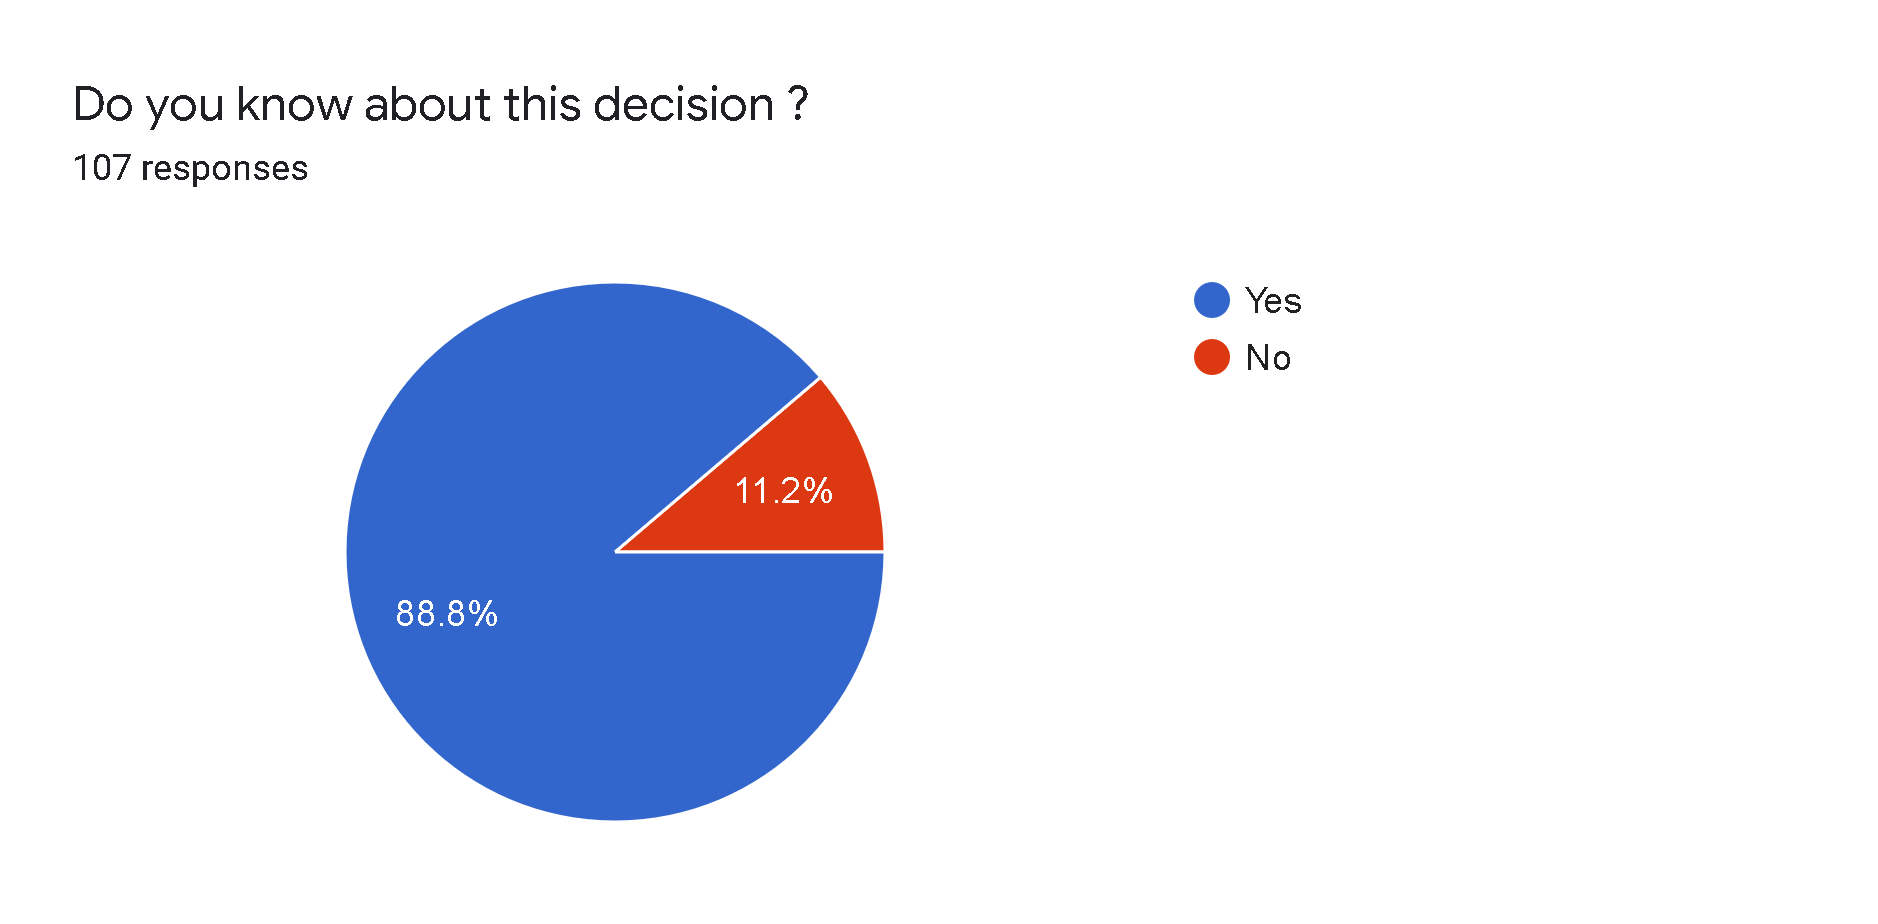 Do you know about this decision ?
107 responses
Yes
No
11.2%
88.8%